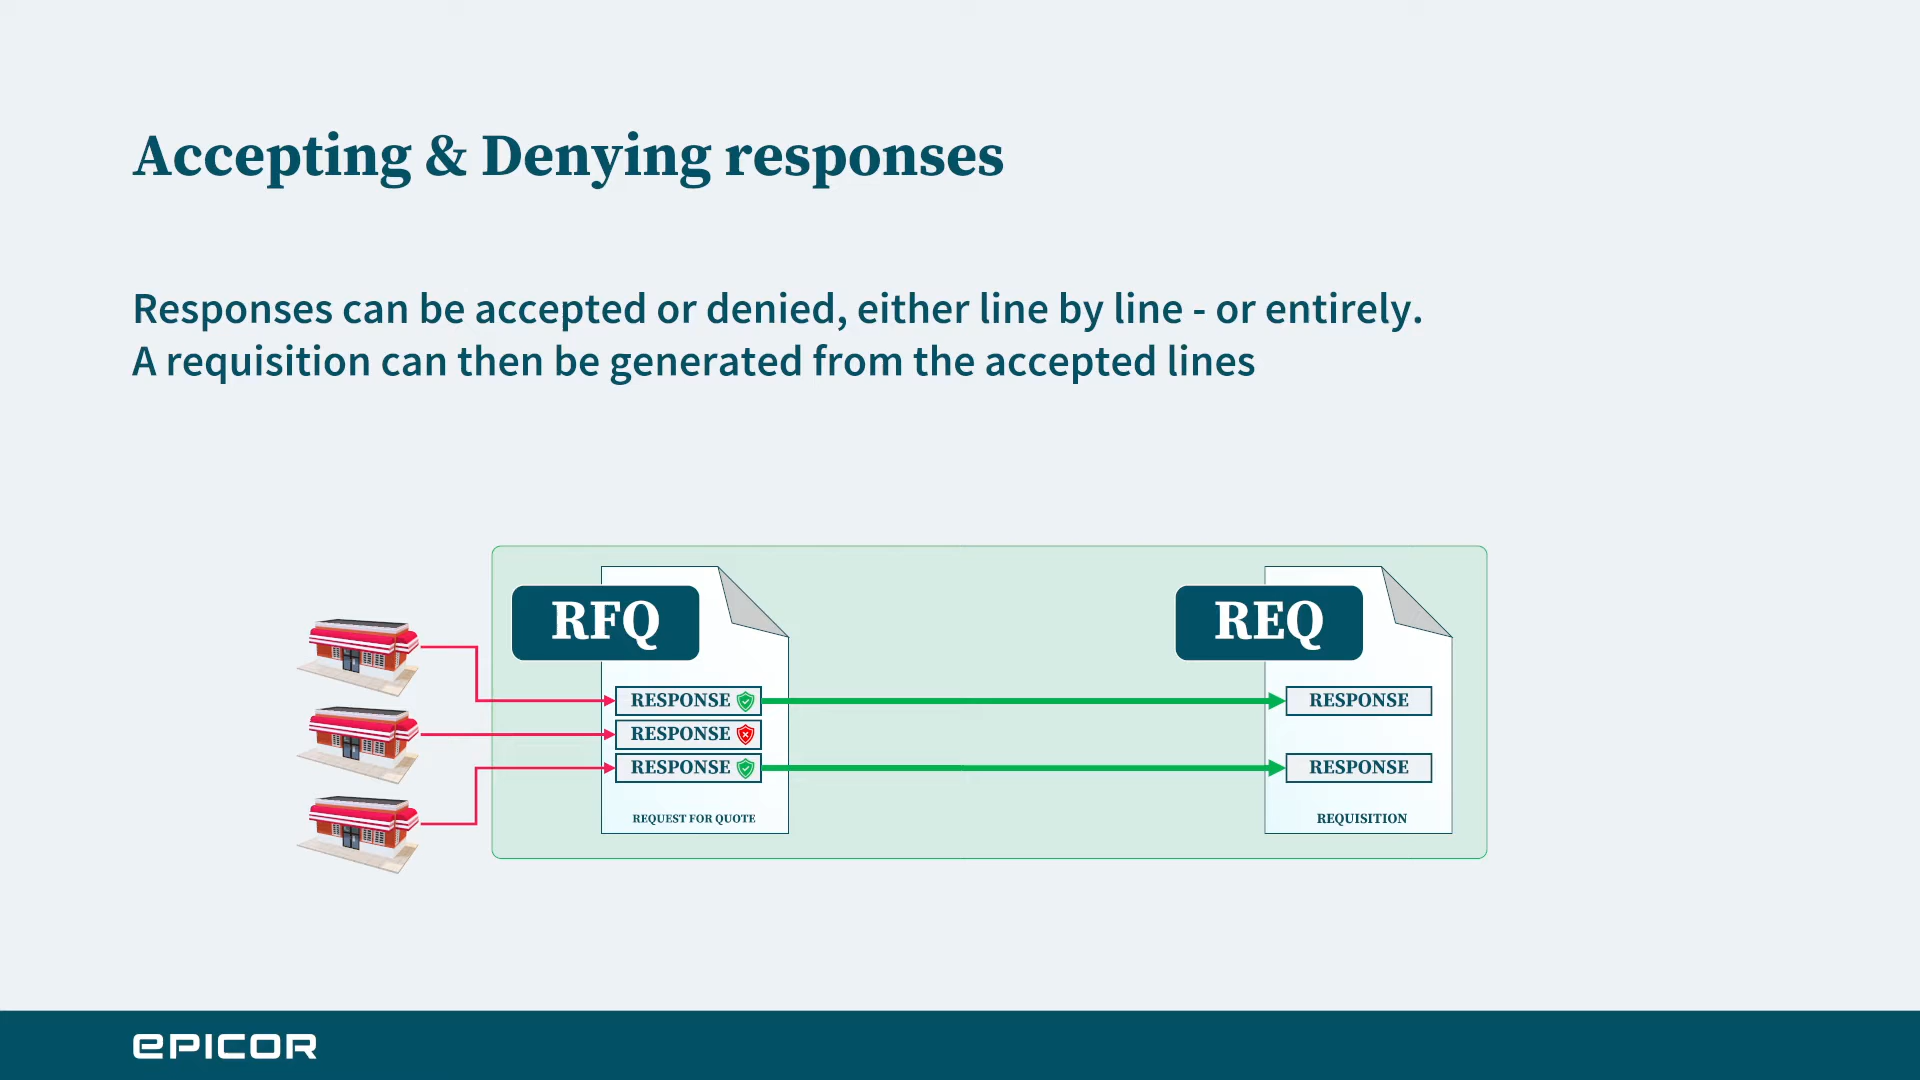 Accepting & Denying responses
Responses can be accepted or denied, either line by line - or entirely.
A requisition can then be generated from the accepted lines
RFQ
RESPONSE
RESPONSE
RESPONSE
REQUEST FOR QUOTE
REQ
RESPONSE
RESPONSE
REQUISITION
EPICOR